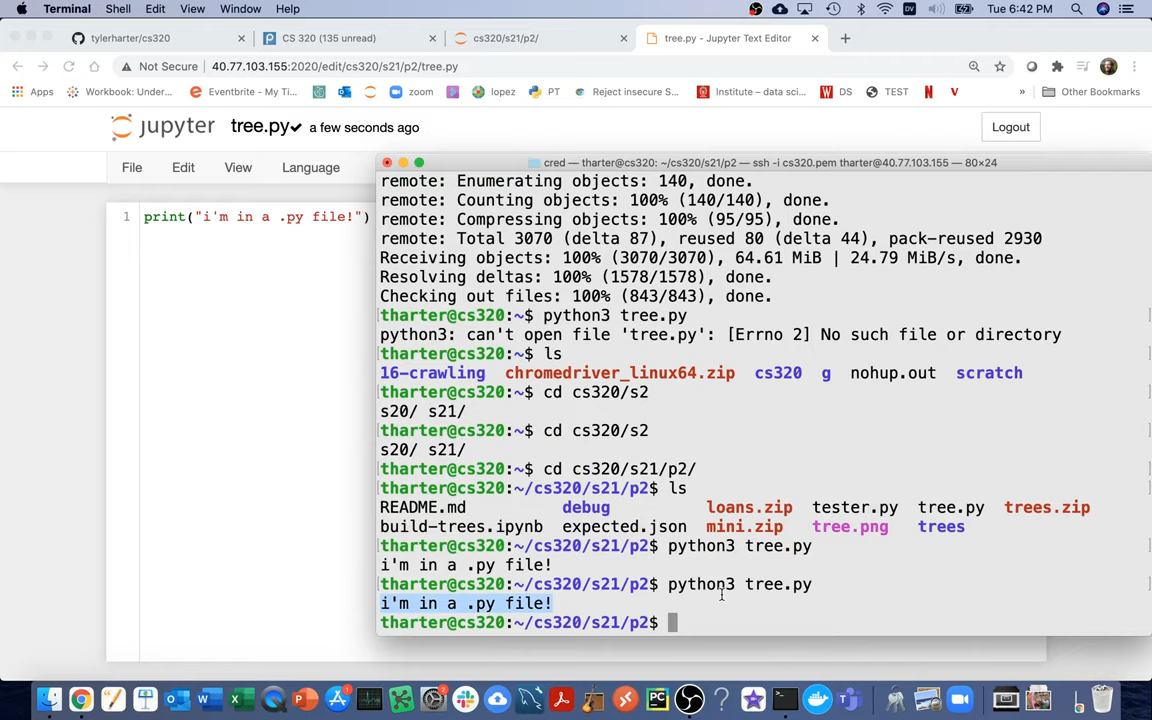 Terminal Shell Edit View Window Help Tue 6:42 PM
tylerharter/cs320
CS 320 (135 unread)
cs320/s21/p2/
tree.py - Jupyter Text Editor
Not Secure 40.77.103.155:2020/edit/cs320/s21/p2/tree.py
Apps Workbook: Under... Eventbrite - My Ti... zoom lopez PT Reject insecure S... Institute – data sci... DS TEST » Other Bookmarks
jupyter tree.py a few seconds ago Logout
File Edit View Language
1 print("i'm in a .py file!")
cred — tharter@cs320: ~/cs320/s21/p2 — ssh -i cs320.pem tharter@40.77.103.155 — 80×24
remote: Enumerating objects: 140, done.
remote: Counting objects: 100% (140/140), done.
remote: Compressing objects: 100% (95/95), done.
remote: Total 3070 (delta 87), reused 80 (delta 44), pack-reused 2930
Receiving objects: 100% (3070/3070), 64.61 MiB | 24.79 MiB/s, done.
Resolving deltas: 100% (1578/1578), done.
Checking out files: 100% (843/843), done.
tharter@cs320:~$ python3 tree.py
python3: can't open file 'tree.py': [Errno 2] No such file or directory
tharter@cs320:~$ ls
16-crawling chromedriver_linux64.zip cs320 g nohup.out scratch
tharter@cs320:~$ cd cs320/s2
s20/ s21/
tharter@cs320:~$ cd cs320/s2
s20/ s21/
tharter@cs320:~$ cd cs320/s21/p2/
tharter@cs320:~/cs320/s21/p2$ ls
README.md debug loans.zip tester.py tree.py trees.zip
build-trees.ipynb expected.json mini.zip tree.png trees
tharter@cs320:~/cs320/s21/p2$ python3 tree.py
i'm in a .py file!
tharter@cs320:~/cs320/s21/p2$ python3 tree.py
i'm in a .py file!
tharter@cs320:~/cs320/s21/p2$